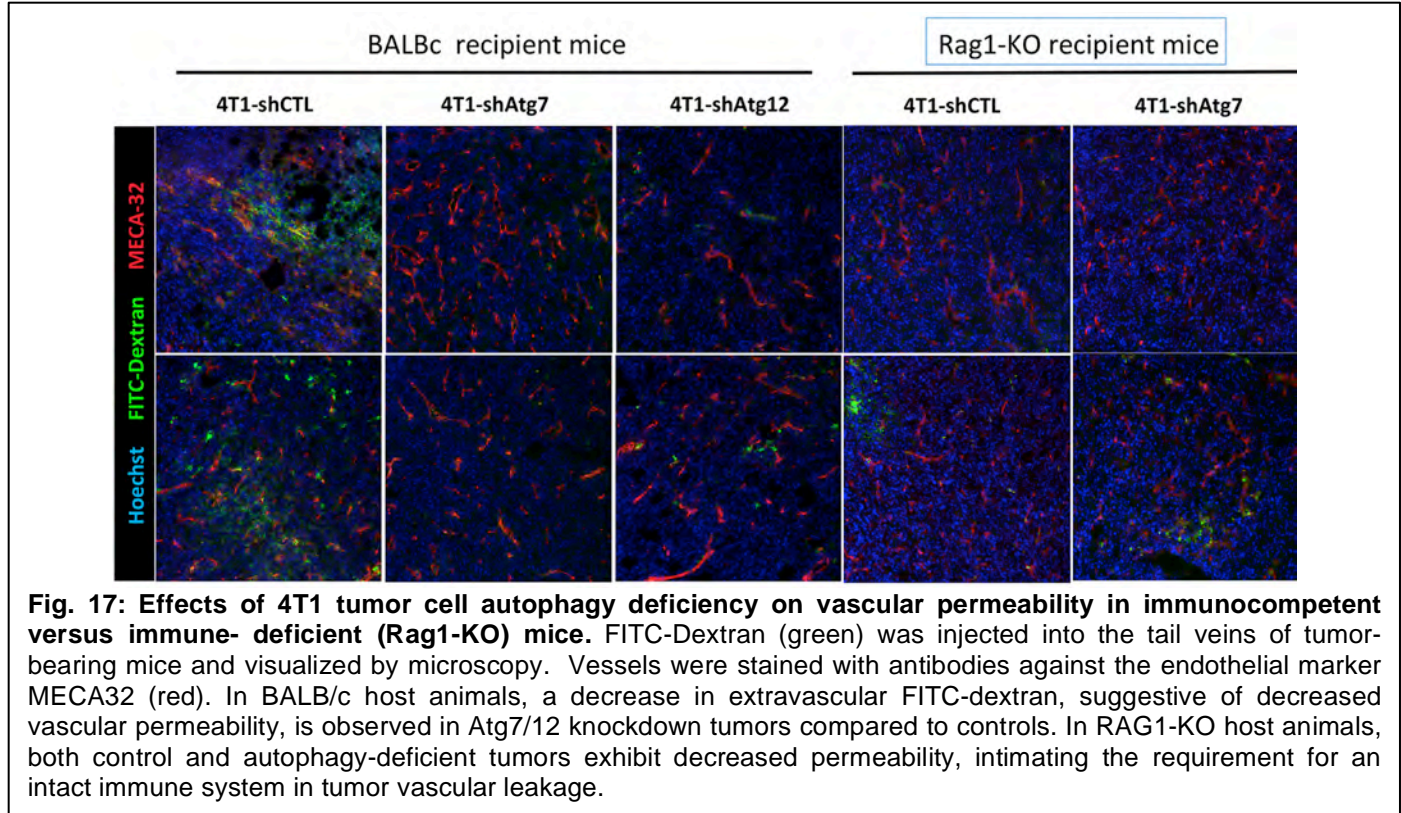 BALBc recipient mice
Rag1-KO recipient mice
4T1-shCTL
4T1-shAtg7
4T1-shAtg12
4T1-shCTL
4T1-shAtg7
Hoechst FITC-Dextran MECA-32
Fig. 17: Effects of 4T1 tumor cell autophagy deficiency on vascular permeability in immunocompetent
versus immune- deficient (Rag1-KO) mice. FITC-Dextran (green) was injected into the tail veins of tumor-
bearing mice and visualized by microscopy. Vessels were stained with antibodies against the endothelial marker
MECA32 (red). In BALB/c host animals, a decrease in extravascular FITC-dextran, suggestive of decreased
vascular permeability, is observed in Atg7/12 knockdown tumors compared to controls. In RAG1-KO host animals,
both control and autophagy-deficient tumors exhibit decreased permeability, intimating the requirement for an
intact immune system in tumor vascular leakage.